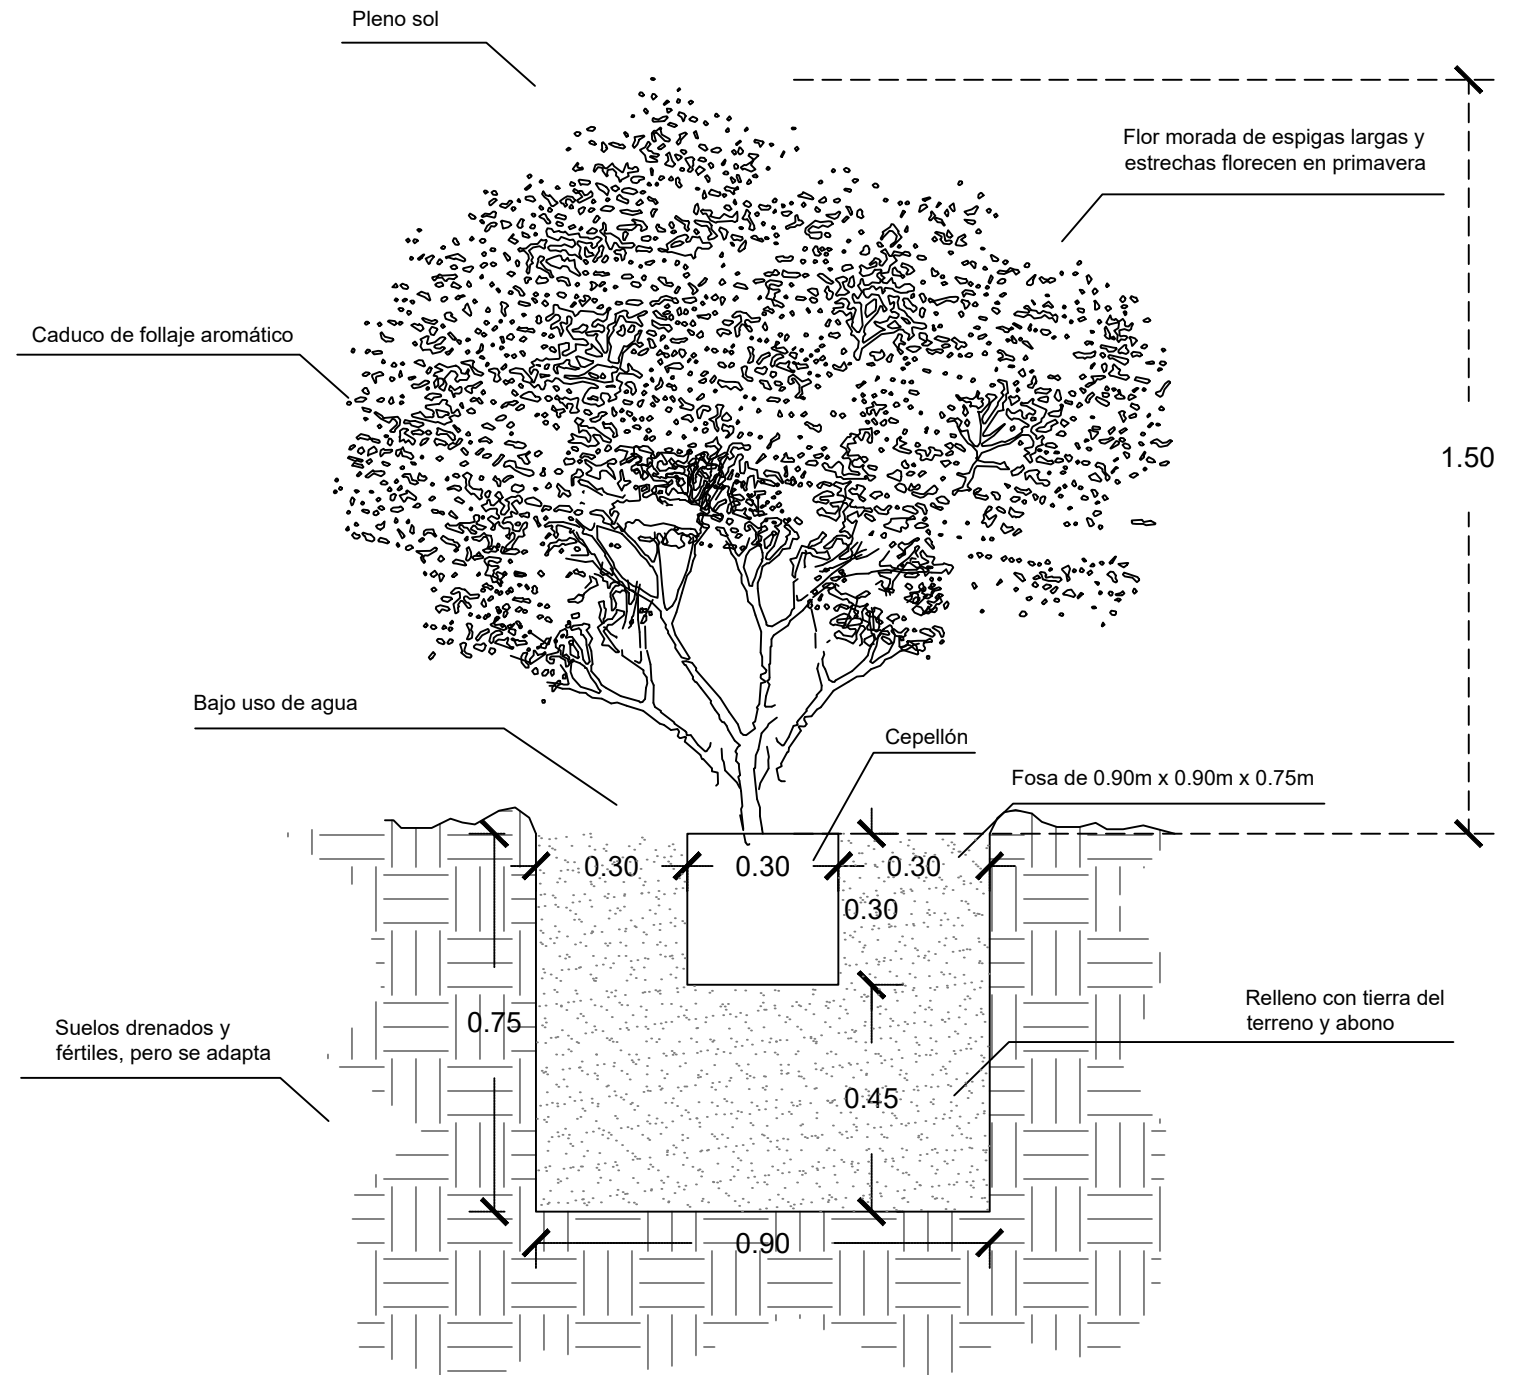 Pleno sol
Flor morada de espigas largas y
estrechas florecen en primavera
Caduco de follaje aromático
1.50
Bajo uso de agua
Cepellón
Fosa de 0.90m x 0.90m x 0.75m
0.30
0.30
0.30
0.30
Relleno con tierra del
terreno y abono
0.75
Suelos drenados y
fértiles, pero se adapta
0.45
0.90